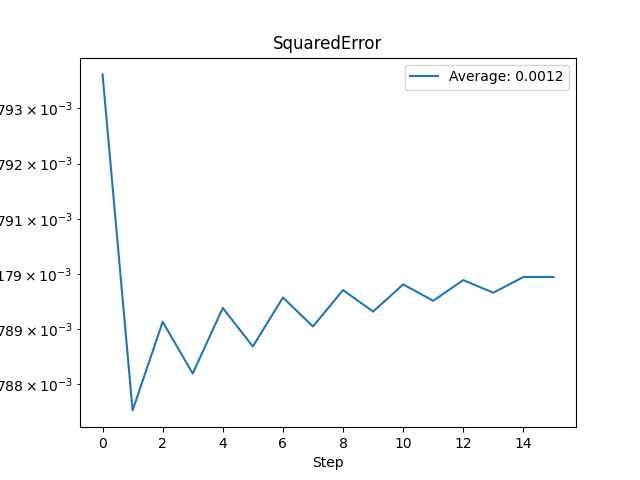 SquaredError
Average: 0.0012
793 × 10⁻³
792 × 10⁻³
791 × 10⁻³
179 × 10⁻³
789 × 10⁻³
788 × 10⁻³
0 2 4 6 8 10 12 14
Step